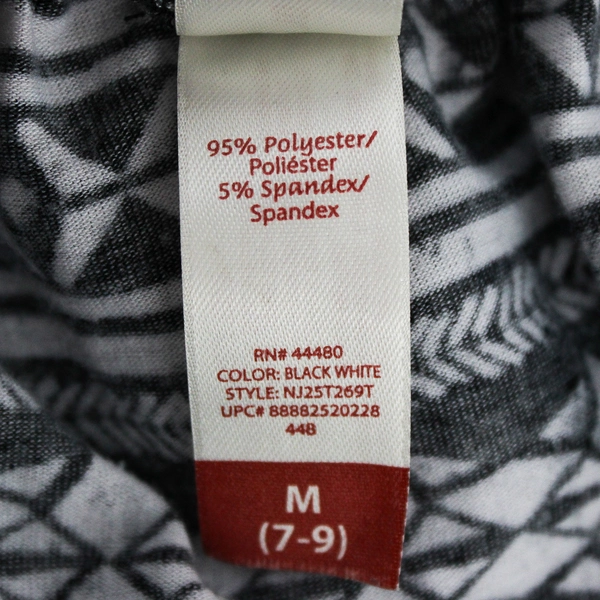 95% Polyester/
Poliéster
5% Spandex/
Spandex
RN# 44480
COLOR: BLACK WHITE
STYLE: NJ25T269T
UPC# 88882520228
448
M
(7-9)